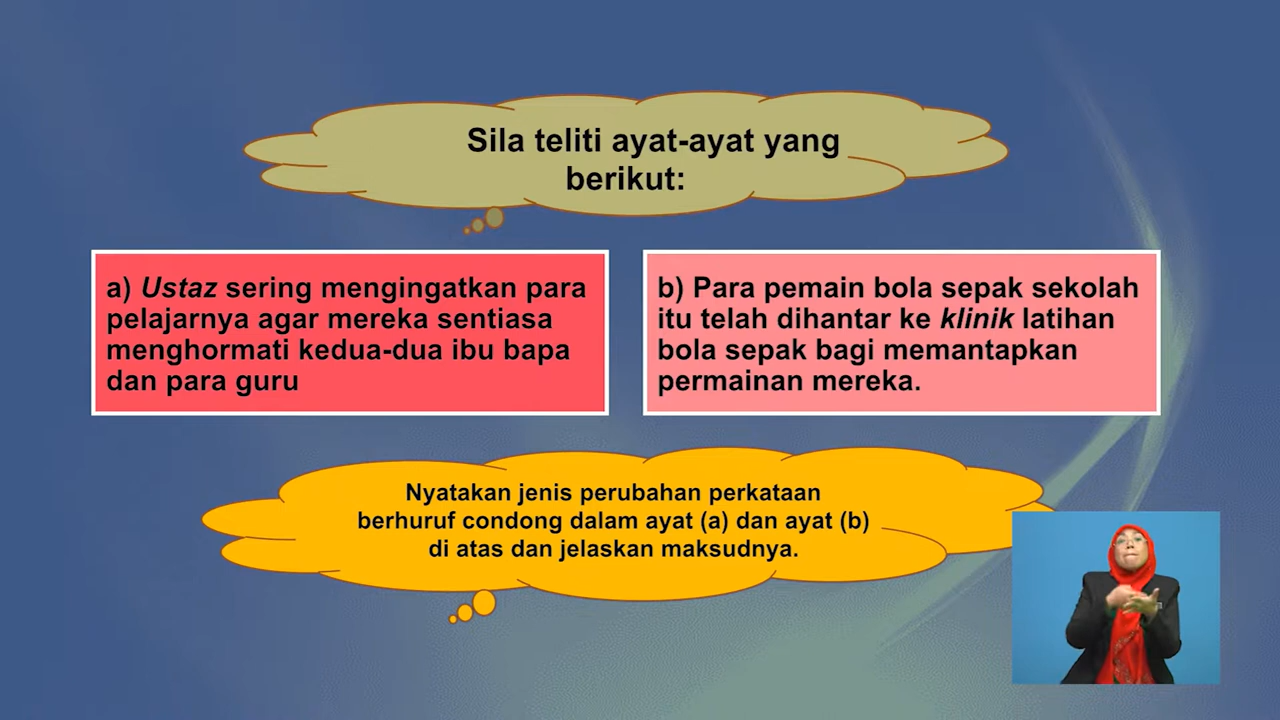 Sila teliti ayat-ayat yang
berikut:
a) Ustaz sering mengingatkan para
pelajarnya agar mereka sentiasa
menghormati kedua-dua ibu bapa
dan para guru
b) Para pemain bola sepak sekolah
itu telah dihantar ke klinik latihan
bola sepak bagi memantapkan
permainan mereka.
Nyatakan jenis perubahan perkataan
berhuruf condong dalam ayat (a) dan ayat (b)
di atas dan jelaskan maksudnya.